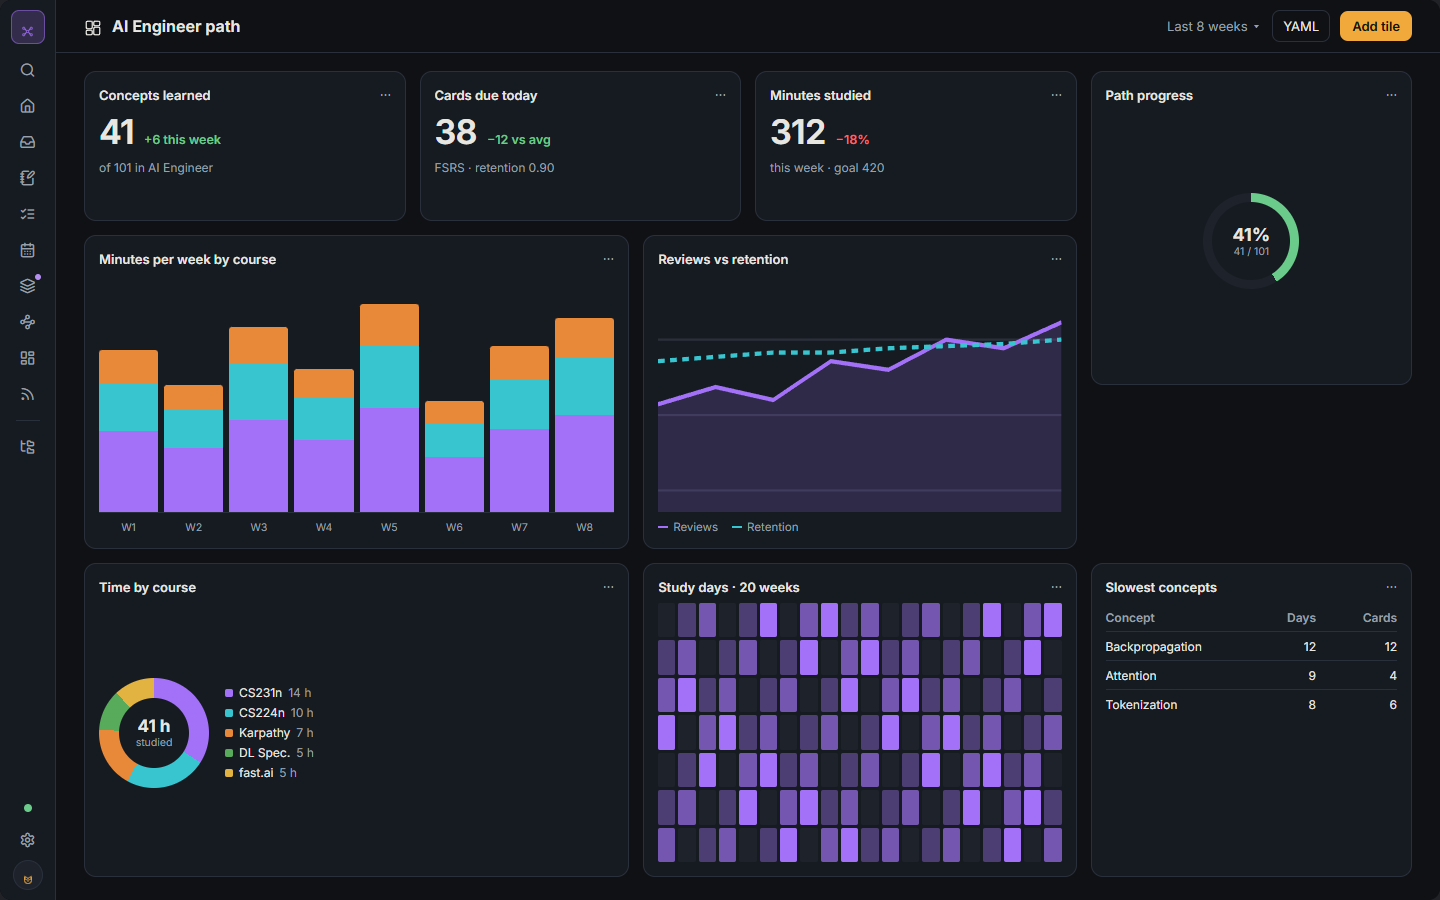 AI Engineer path
Last 8 weeks
YAML
Add tile
Concepts learned
41 +6 this week
of 101 in AI Engineer
Cards due today
38 −12 vs avg
FSRS · retention 0.90
Minutes studied
312 −18%
this week · goal 420
Path progress
41%
41 / 101
Minutes per week by course
W1 W2 W3 W4 W5 W6 W7 W8
Reviews vs retention
Reviews Retention
Time by course
41 h
studied
CS231n 14 h
CS224n 10 h
Karpathy 7 h
DL Spec. 5 h
fast.ai 5 h
Study days · 20 weeks
Slowest concepts
Concept Days Cards
Backpropagation 12 12
Attention 9 4
Tokenization 8 6